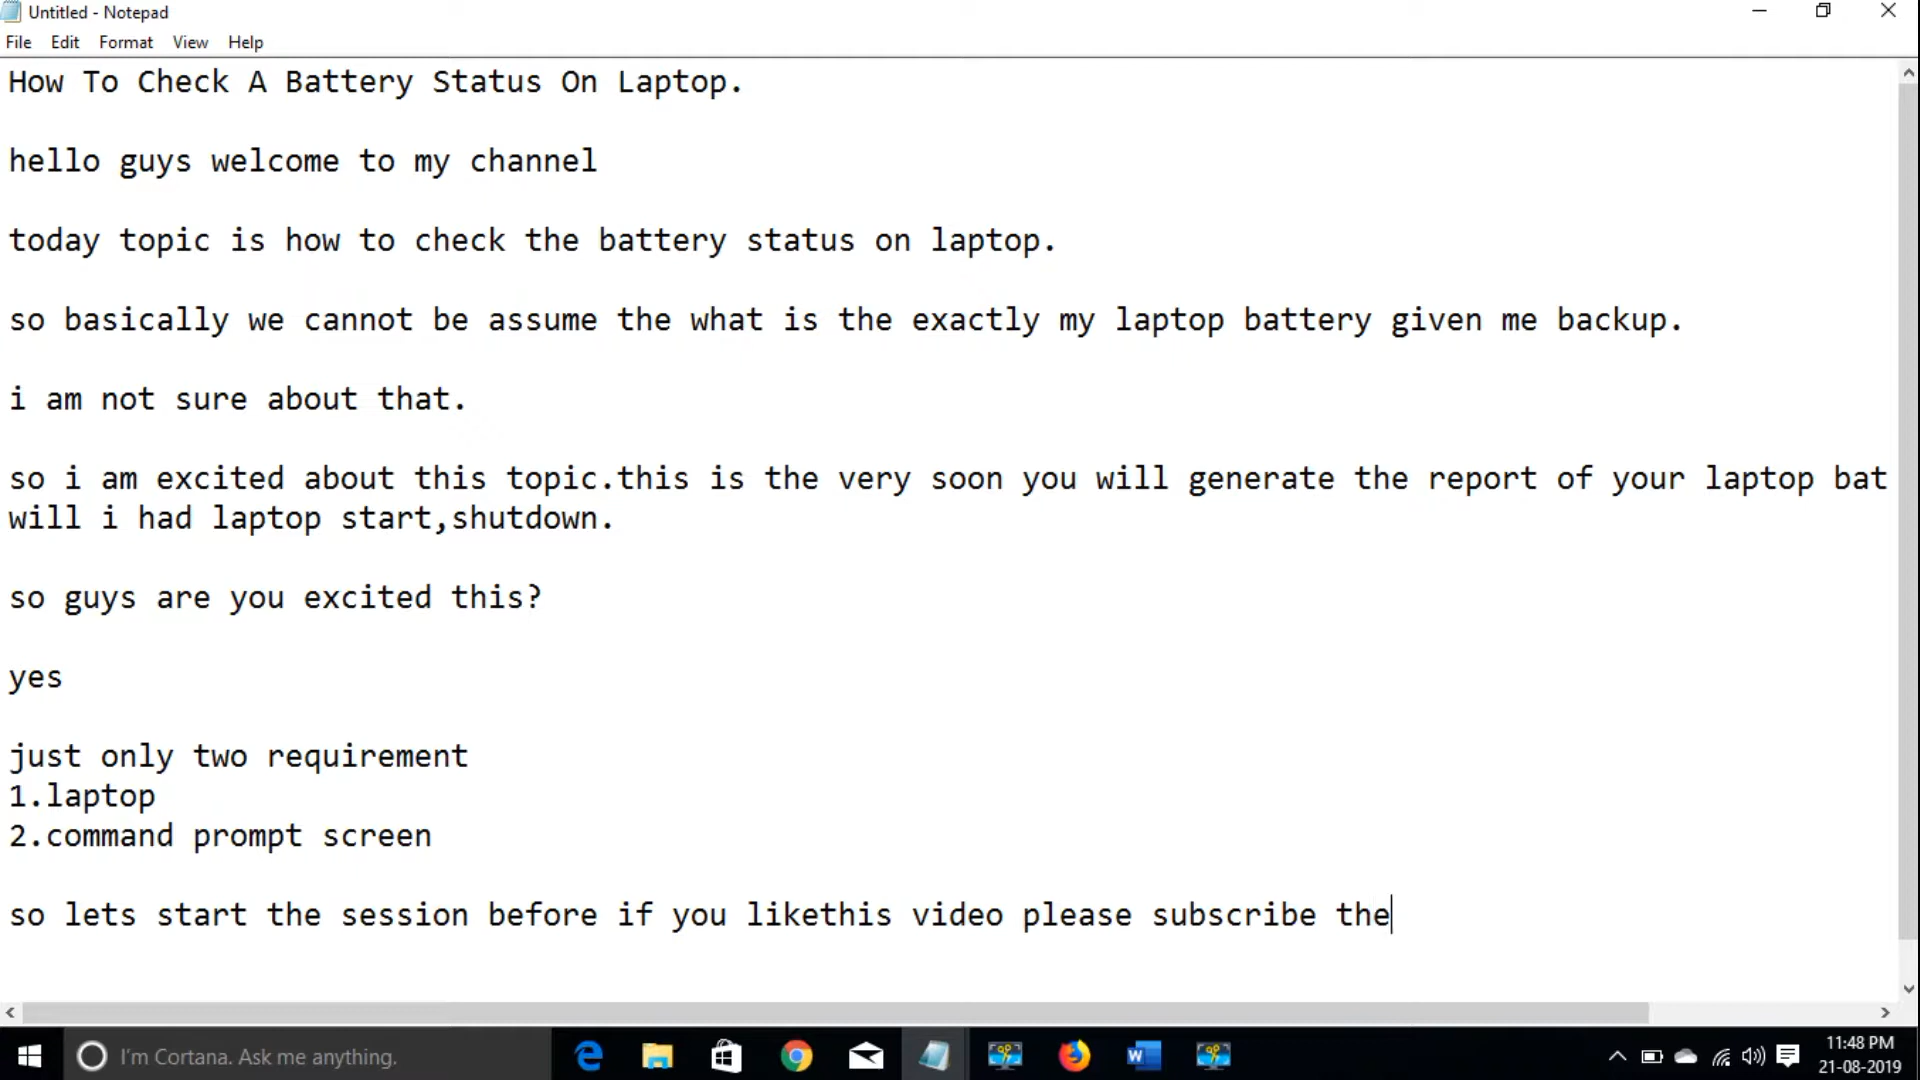 Untitled - Notepad
File Edit Format View Help
How To Check A Battery Status On Laptop.
hello guys welcome to my channel
today topic is how to check the battery status on laptop.
so basically we cannot be assume the what is the exactly my laptop battery given me backup.
i am not sure about that.
so i am excited about this topic.this is the very soon you will generate the report of your laptop bat
will i had laptop start,shutdown.
so guys are you excited this?
yes
just only two requirement
1.laptop
2.command prompt screen
so lets start the session before if you likethis video please subscribe the
I'm Cortana. Ask me anything.
11:48 PM
21-08-2019